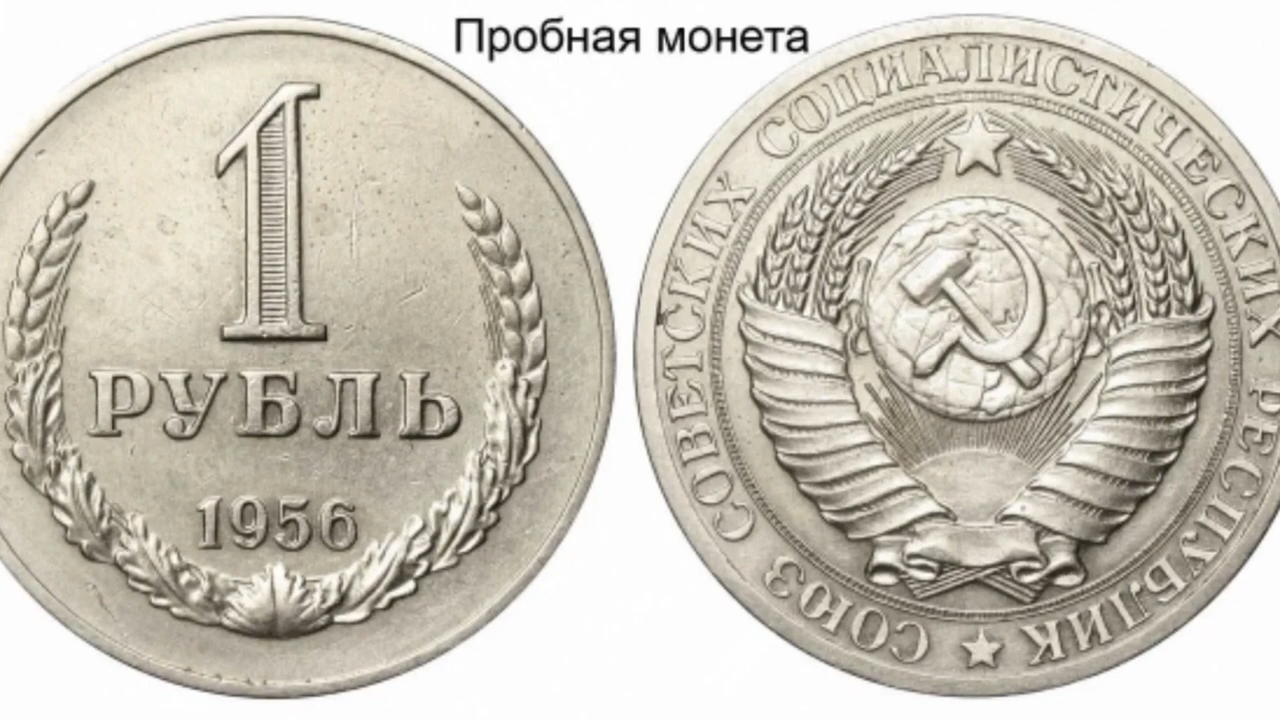 Пробная монета
1
РУБЛЬ
1956
СОЮЗ СОВЕТСКИХ СОЦИАЛИСТИЧЕСКИХ РЕСПУБЛИК